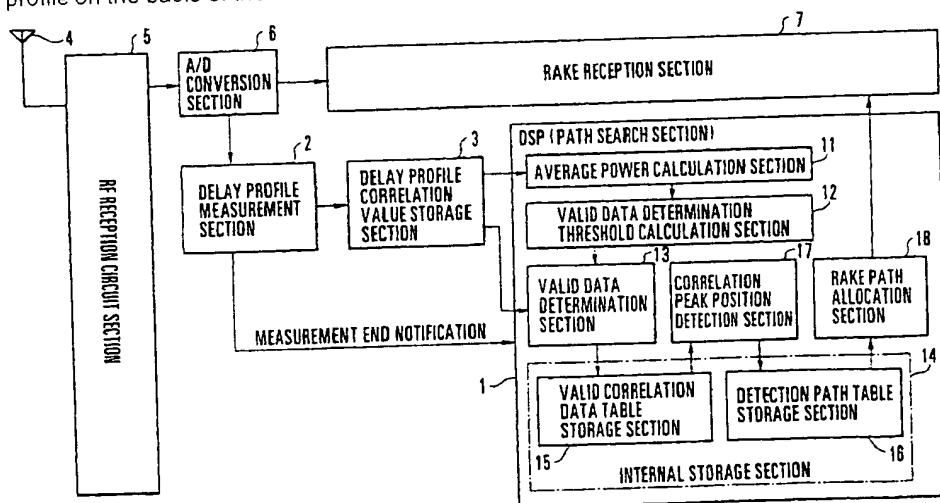 profile on the basis of the
4
5
6
7
A/D
CONVERSION
SECTION
RAKE RECEPTION SECTION
RF RECEPTION CIRCUIT SECTION
2
DELAY PROFILE
MEASUREMENT
SECTION
3
DELAY PROFILE
CORRELATION
VALUE STORAGE
SECTION
DSP (PATH SEARCH SECTION)
11
AVERAGE POWER CALCULATION SECTION
12
VALID DATA DETERMINATION
THRESHOLD CALCULATION SECTION
13
VALID DATA
DETERMINATION
SECTION
17
CORRELATION
PEAK POSITION
DETECTION SECTION
18
RAKE PATH
ALLOCATION
SECTION
MEASUREMENT END NOTIFICATION
1
14
VALID CORRELATION
DATA TABLE
STORAGE SECTION
15
DETECTION PATH TABLE
STORAGE SECTION
16
INTERNAL STORAGE SECTION